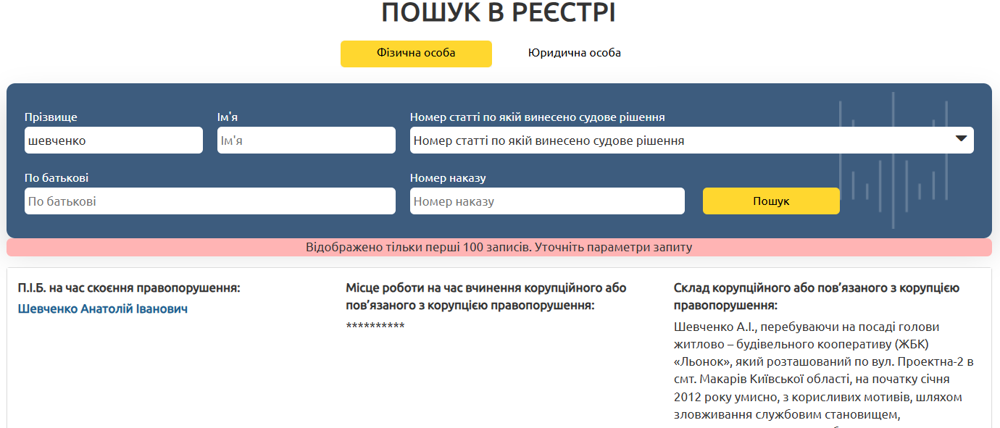 ПОШУК В РЕЄСТРІ
Фізична особа
Юридична особа
Прізвище
Ім'я
Номер статті по якій винесено судове рішення
шевченко
Ім'я
Номер статті по якій винесено судове рішення
По батькові
Номер наказу
По батькові
Номер наказу
Пошук
Відображено тільки перші 100 записів. Уточніть параметри запиту
П.І.Б. на час скоєння правопорушення:
Шевченко Анатолій Іванович
Місце роботи на час вчинення корупційного або
пов’язаного з корупцією правопорушення:
**********
Склад корупційного або пов’язаного з корупцією
правопорушення:
Шевченко А.І., перебуваючи на посаді голови
житлово – будівельного кооперативу (ЖБК)
«Льонок», який розташований по вул. Проектна-2 в
смт. Макарів Київської області, на початку січня
2012 року умисно, з корисливих мотивів, шляхом
зловживання службовим становищем,